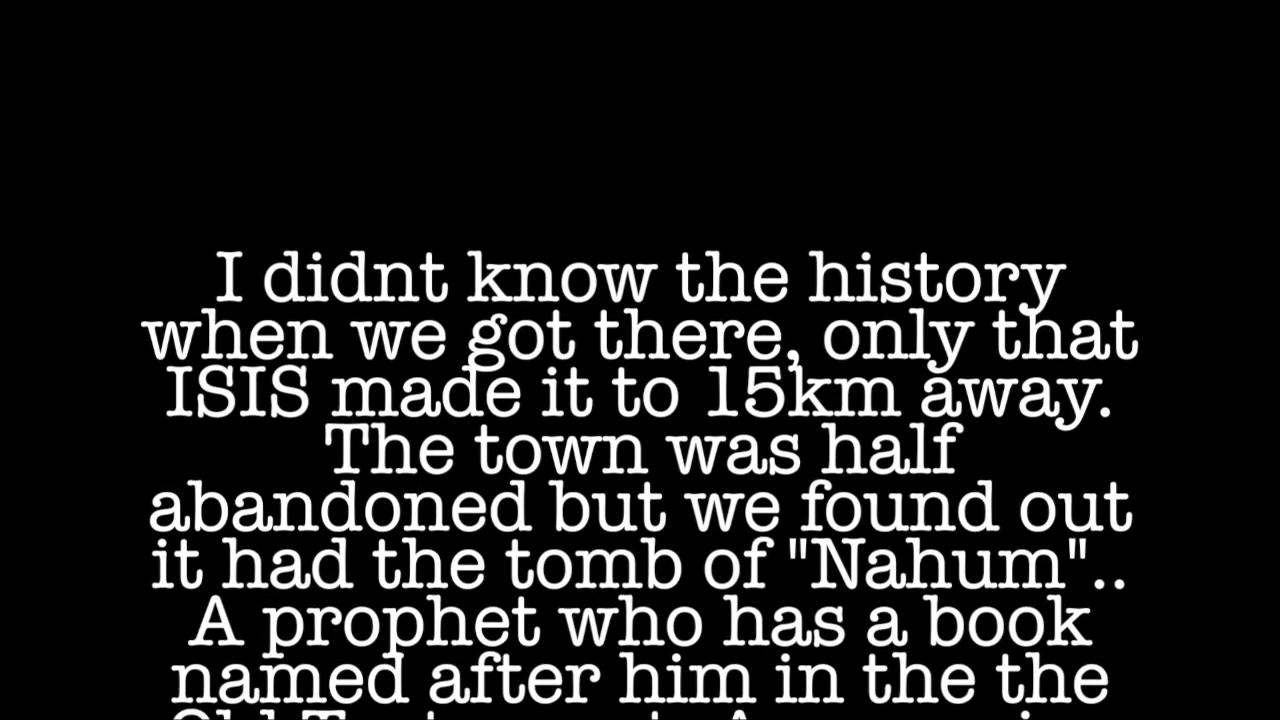 I didnt know the history
when we got there, only that
ISIS made it to 15km away.
The town was half
abandoned but we found out
it had the tomb of "Nahum"..
A prophet who has a book
named after him in the the